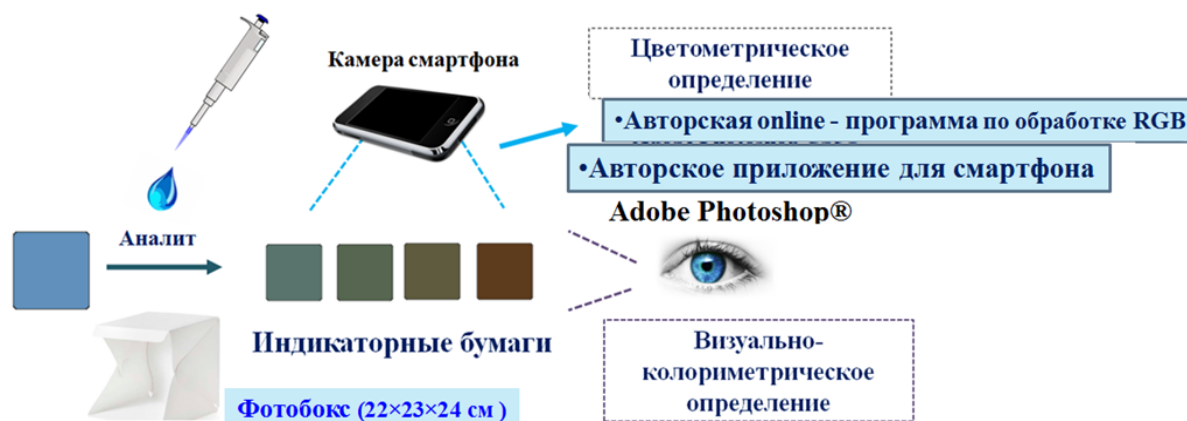 Камера смартфона
Цветометрическое
определение
•Авторская online - программа по обработке RGB
•Авторское приложение для смартфона
Adobe Photoshop®
Аналит
Индикаторные бумаги
Фотобокс (22×23×24 см )
Визуально-
колориметрическое
определение